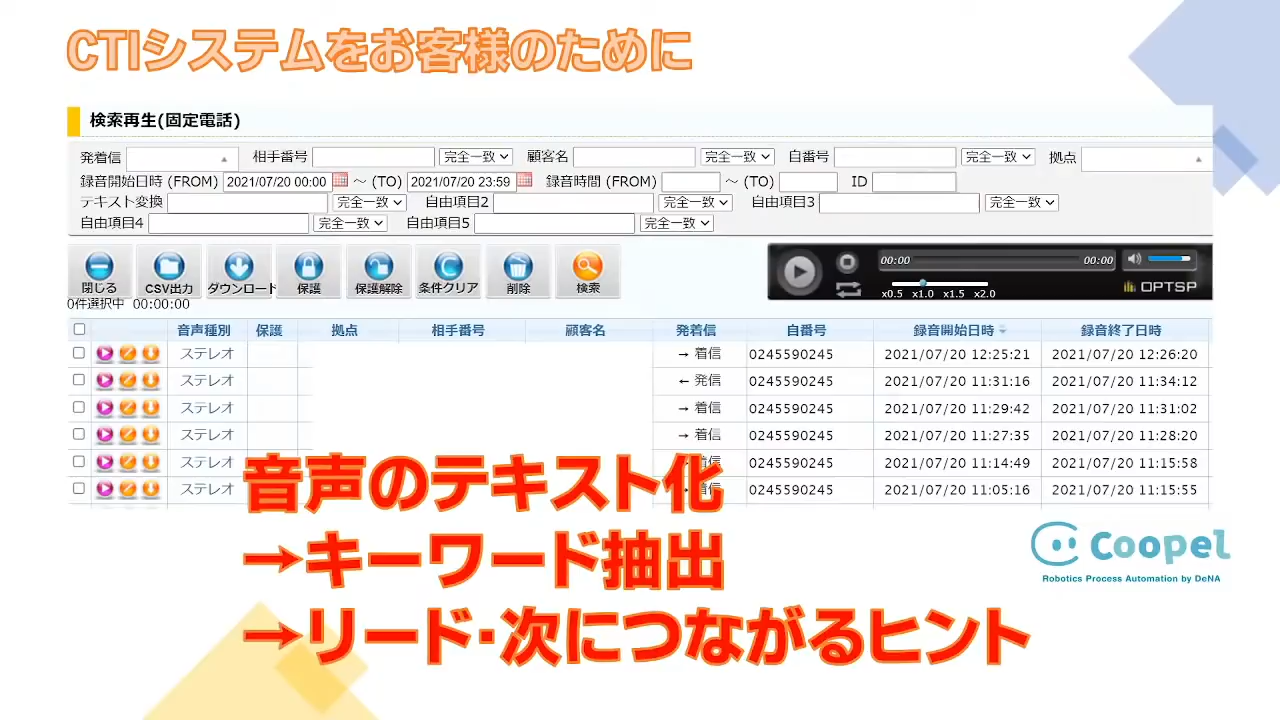 CTIシステムをお客様のために
検索再生(固定電話)
発着信 相手番号 完全一致 顧客名 完全一致 自番号 完全一致 拠点
録音開始日時 (FROM) 2021/07/20 00:00 ～ (TO) 2021/07/20 23:59 録音時間 (FROM) ～ (TO) ID
テキスト変換 完全一致 自由項目2 完全一致 自由項目3 完全一致
自由項目4 完全一致 自由項目5 完全一致
閉じる CSV出力 ダウンロード 保護 保護解除 条件クリア 削除 検索
00:00 00:00
x0.5 x1.0 x1.5 x2.0 OPTSP
0件選択中 00:00:00
音声種別 保護 拠点 相手番号 顧客名 発着信 自番号 録音開始日時 録音終了日時
ステレオ → 着信 0245590245 2021/07/20 12:25:21 2021/07/20 12:26:20
ステレオ ← 発信 0245590245 2021/07/20 11:31:16 2021/07/20 11:34:12
ステレオ → 着信 0245590245 2021/07/20 11:29:42 2021/07/20 11:31:02
ステレオ → 着信 0245590245 2021/07/20 11:27:35 2021/07/20 11:28:20
ステレオ 0245590245 2021/07/20 11:14:49 2021/07/20 11:15:58
ステレオ 0245590245 2021/07/20 11:05:16 2021/07/20 11:15:55
音声のテキスト化
→キーワード抽出
→リード・次につながるヒント
Coopel
Robotics Process Automation by DeNA